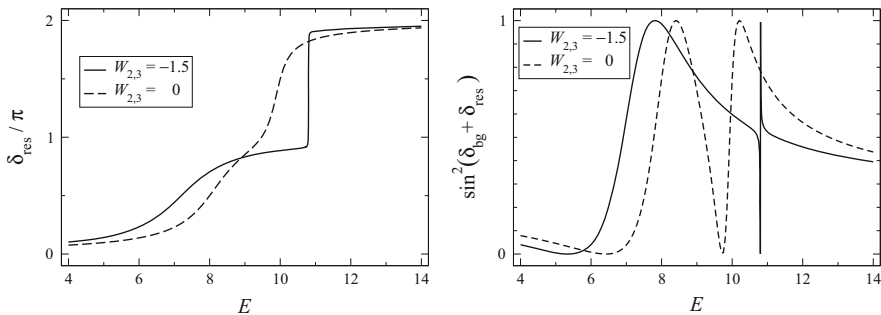 2
1
0
δres / π
W2,3 = −1.5
W2,3 = 0
4 6 8 10 12 14
E
1
0
sin2(δbg + δres)
W2,3 = −1.5
W2,3 = 0
4 6 8 10 12 14
E